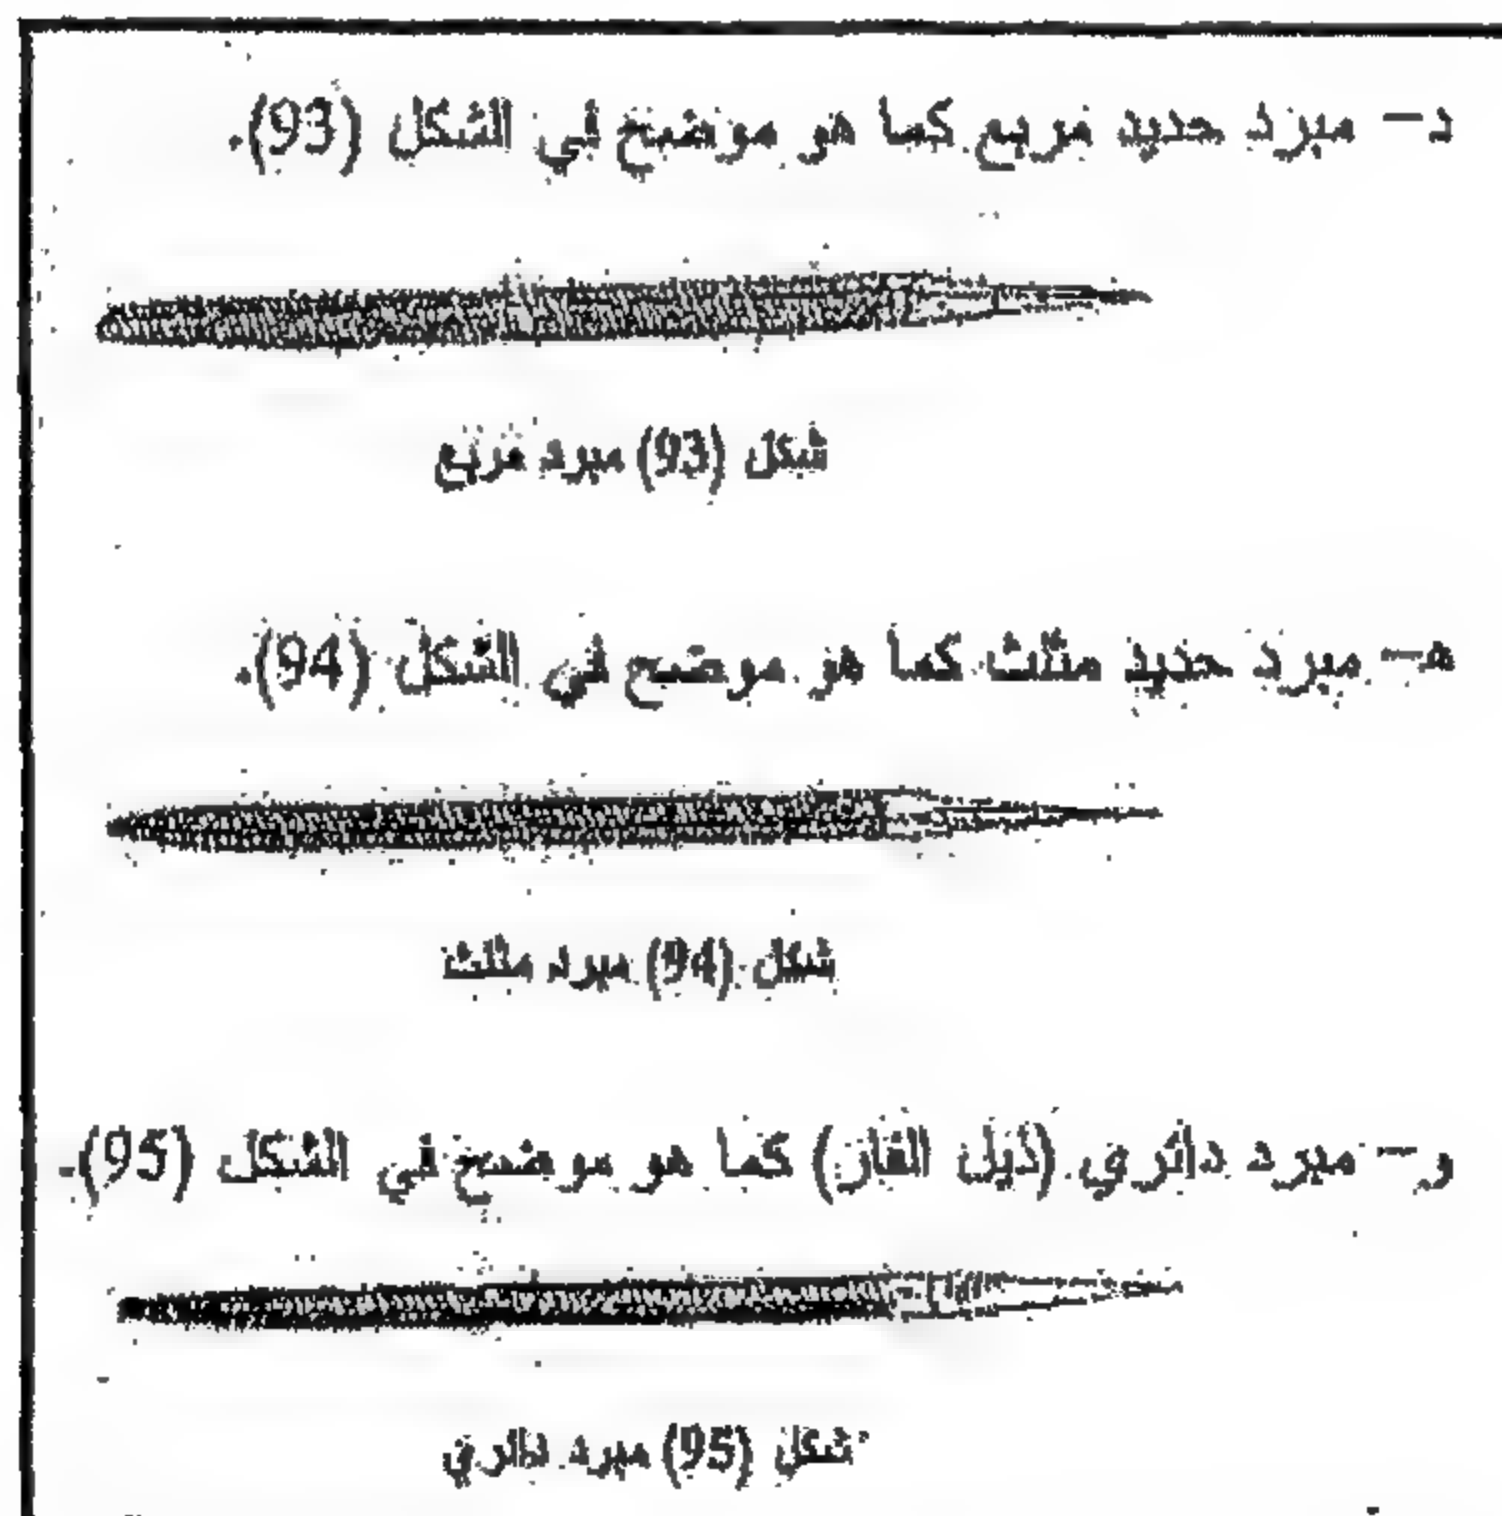 د- مبرد حديد مربع كما هو موضح في الشكل (93).
شكل (93) مبرد مربع
هـ- مبرد حديد مثلث كما هو موضح في الشكل (94).
شكل (94) مبرد مثلث
و- مبرد دائري (ذيل الفار) كما هو موضح في الشكل (95).
شكل (95) مبرد دائري